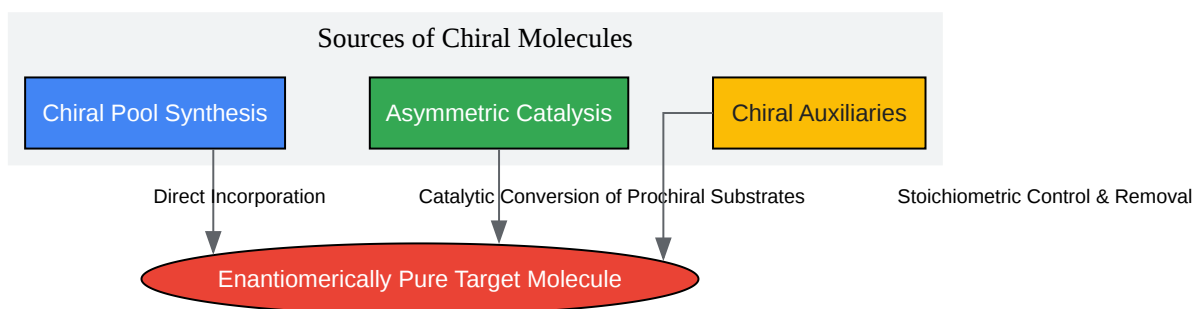 Sources of Chiral Molecules
Chiral Pool Synthesis
Asymmetric Catalysis
Chiral Auxiliaries
Direct Incorporation
Catalytic Conversion of Prochiral Substrates
Stoichiometric Control & Removal
Enantiomerically Pure Target Molecule